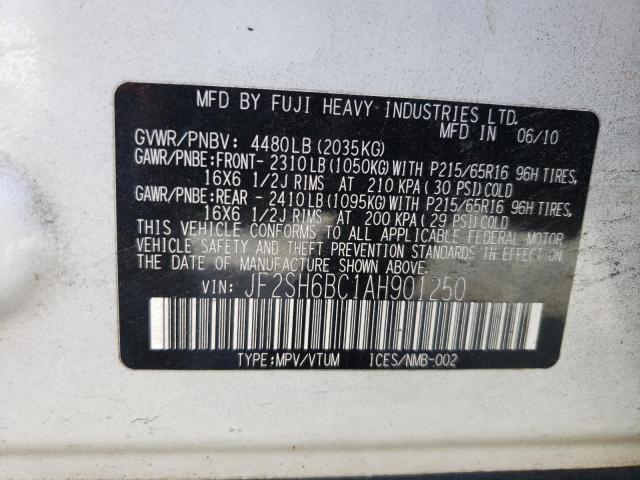 MFD BY FUJI HEAVY INDUSTRIES LTD.
MFD IN 06/10
GVWR/PNBV: 4480LB (2035KG)
GAWR/PNBE:FRONT- 2310LB(1050KG)WITH P215/65R16 96H TIRES,
16X6 1/2J RIMS AT 210 KPA( 30 PSI)COLD
GAWR/PNBE:REAR - 2410LB(1095KG)WITH P215/65R16 96H TIRES,
16X6 1/2J RIMS AT 200 KPA( 29 PSI)COLD
THIS VEHICLE CONFORMS TO ALL APPLICABLE FEDERAL MOTOR
VEHICLE SAFETY AND THEFT PREVENTION STANDARDS IN EFFECT ON
THE DATE OF MANUFACTURE SHOWN ABOVE.
VIN: JF2SH6BC1AH901250
TYPE:MPV/VTUM ICES/NMB-002